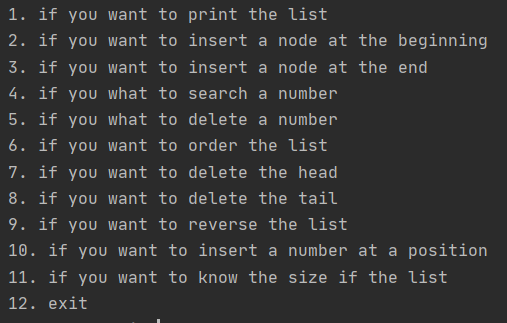 1. if you want to print the list
2. if you want to insert a node at the beginning
3. if you want to insert a node at the end
4. if you what to search a number
5. if you what to delete a number
6. if you want to order the list
7. if you want to delete the head
8. if you want to delete the tail
9. if you want to reverse the list
10. if you want to insert a number at a position
11. if you want to know the size if the list
12. exit